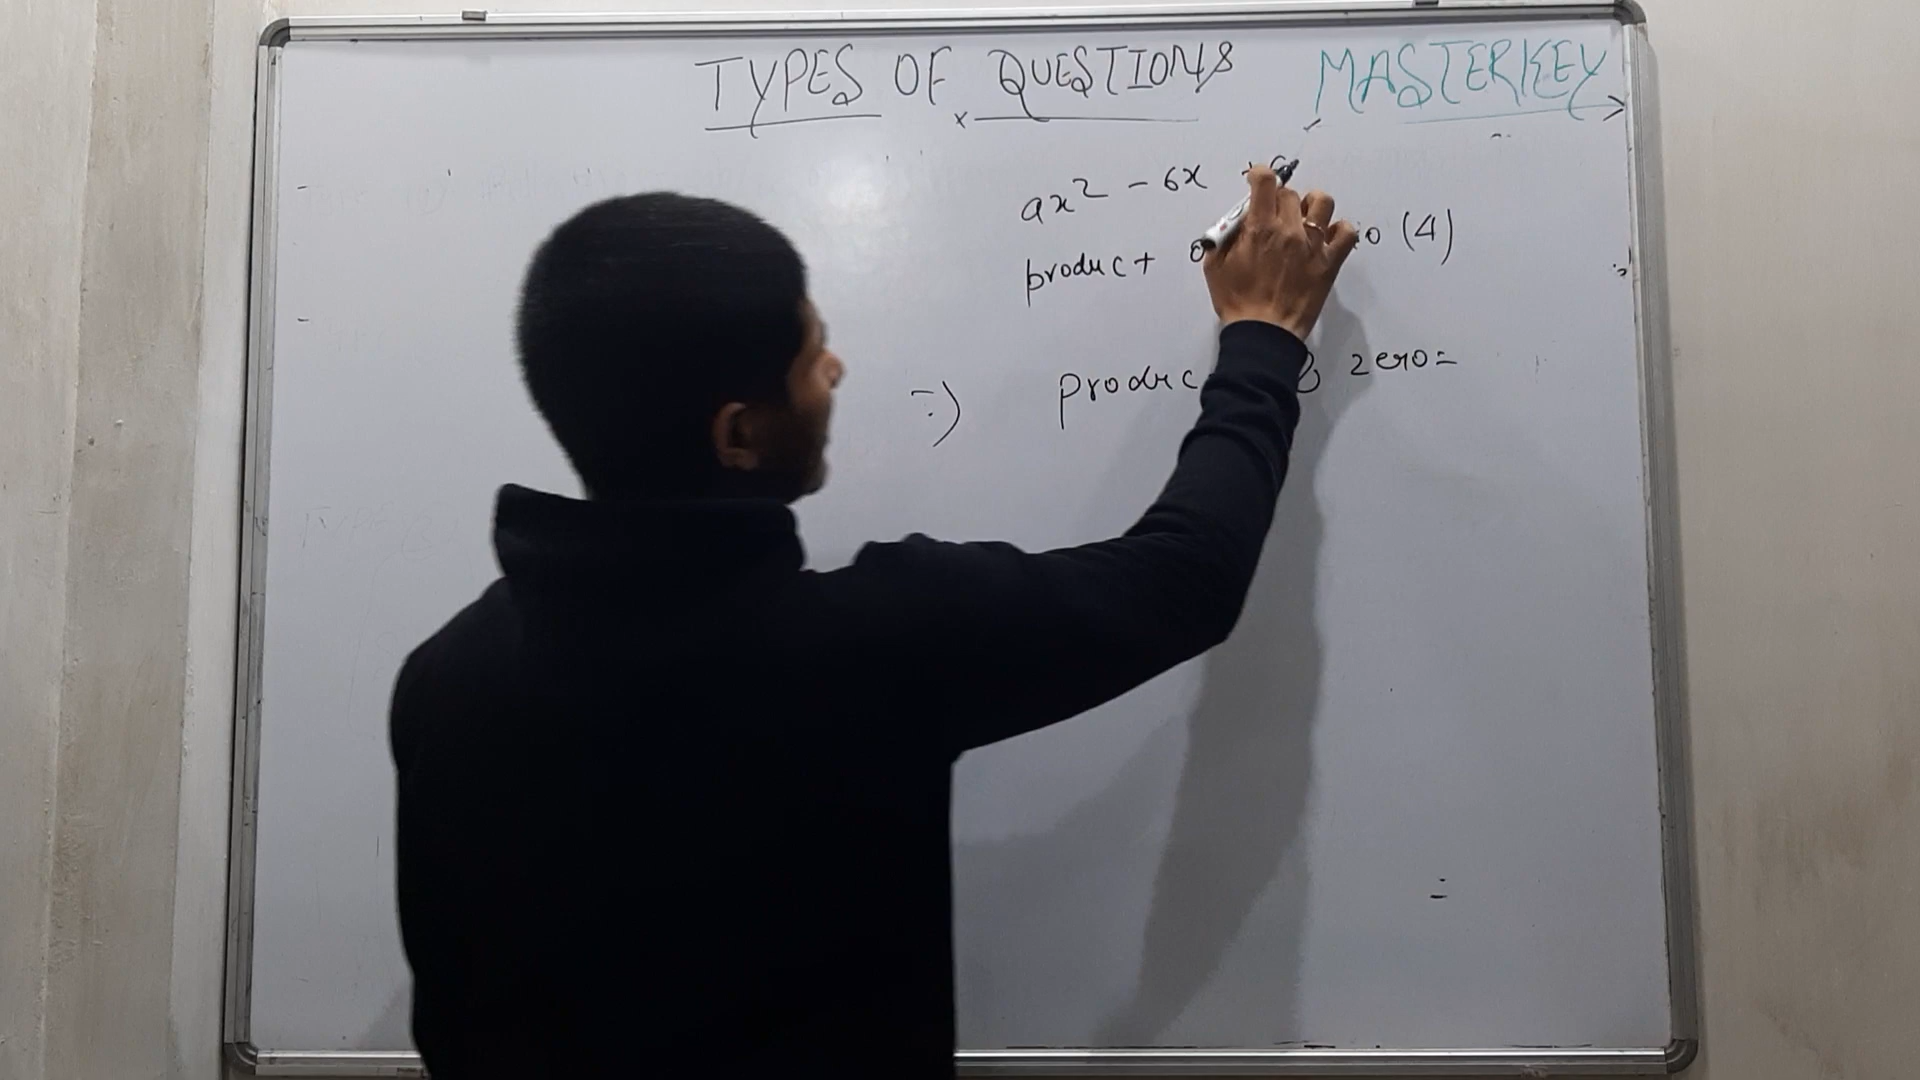 TYPES OF QUESTIONS MASTERKEY
ax² - 6x +
product (4)
⇒) produc zero=
=